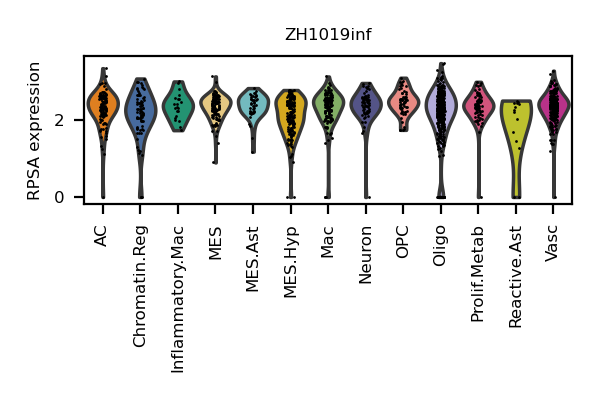 ZH1019inf
RPSA expression
2
0
AC
Chromatin.Reg
Inflammatory.Mac
MES
MES.Ast
MES.Hyp
Mac
Neuron
OPC
Oligo
Prolif.Metab
Reactive.Ast
Vasc